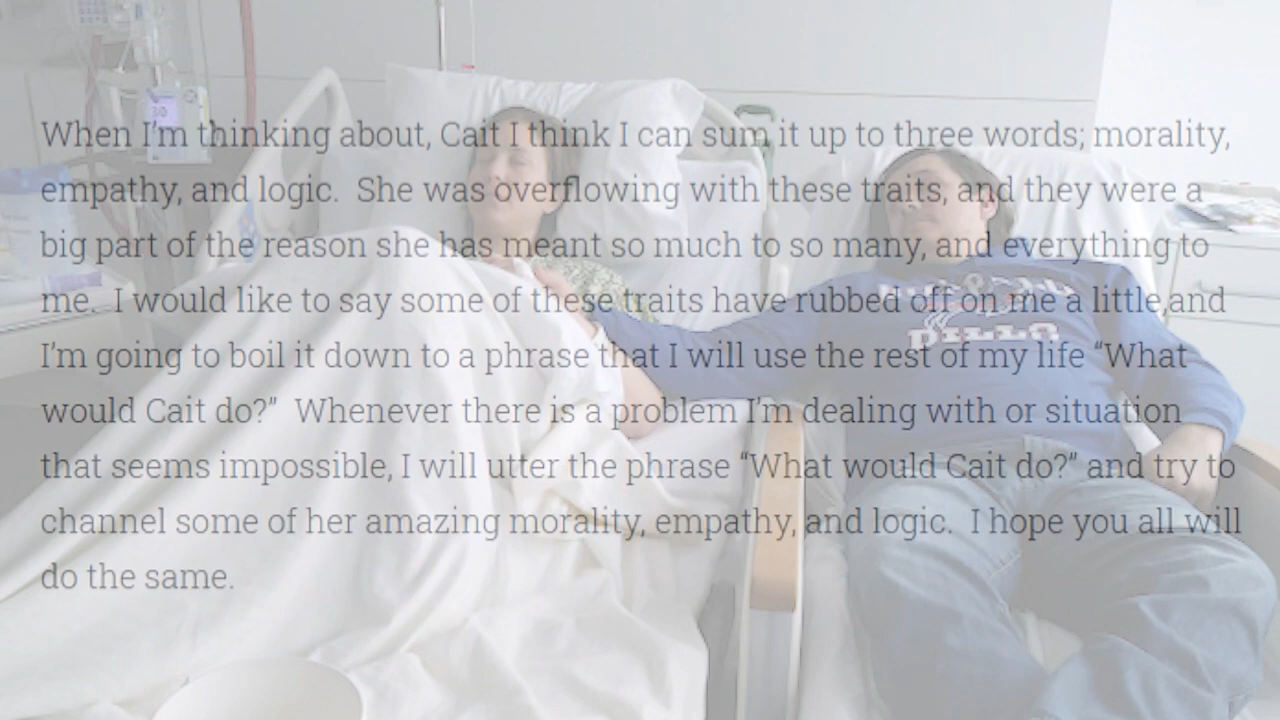 When I’m thinking about, Cait I think I can sum it up to three words; morality,
empathy, and logic.  She was overflowing with these traits, and they were a
big part of the reason she has meant so much to so many, and everything to
me.  I would like to say some of these traits have rubbed off on me a little,and
I’m going to boil it down to a phrase that I will use the rest of my life “What
would Cait do?”  Whenever there is a problem I’m dealing with or situation
that seems impossible, I will utter the phrase “What would Cait do?” and try to
channel some of her amazing morality, empathy, and logic.  I hope you all will
do the same.